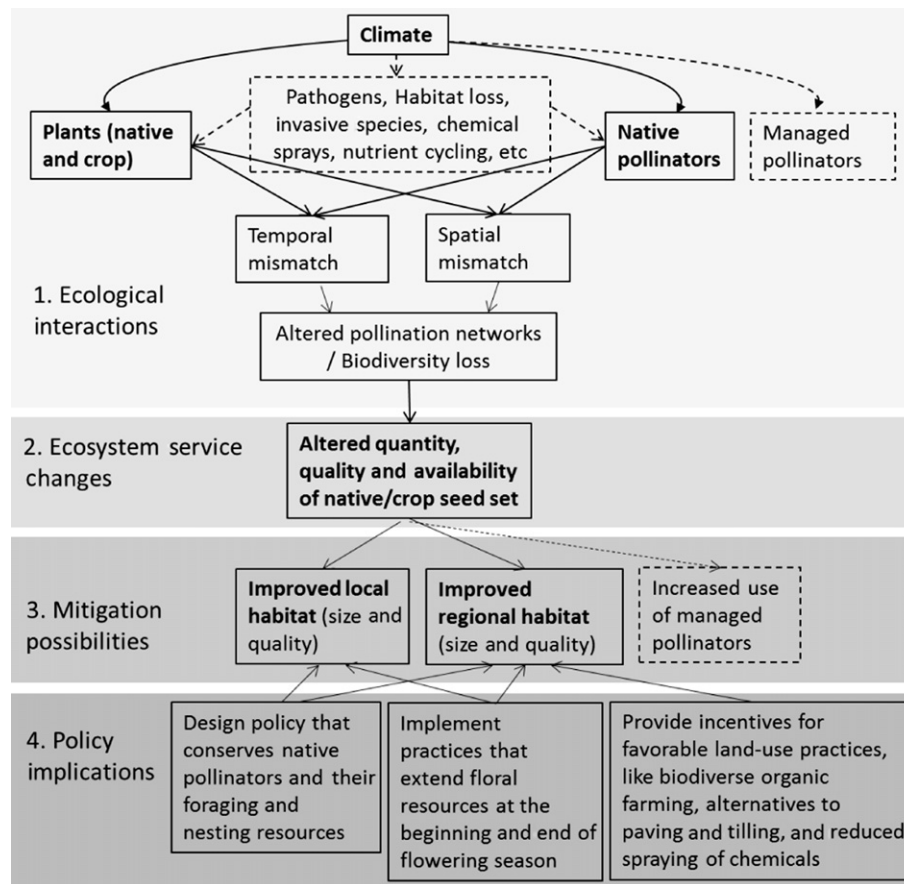 Climate
Pathogens, Habitat loss,
invasive species, chemical
sprays, nutrient cycling, etc
Plants (native
and crop)
Native
pollinators
Managed
pollinators
Temporal
mismatch
Spatial
mismatch
1. Ecological
interactions
Altered pollination networks
/ Biodiversity loss
2. Ecosystem service
changes
Altered quantity,
quality and availability
of native/crop seed set
3. Mitigation
possibilities
Improved local
habitat (size and
quality)
Improved
regional habitat
(size and quality)
Increased use
of managed
pollinators
4. Policy
implications
Design policy that
conserves native
pollinators and their
foraging and
nesting resources
Implement
practices that
extend floral
resources at the
beginning and end of
flowering season
Provide incentives for
favorable land-use practices,
like biodiverse organic
farming, alternatives to
paving and tilling, and reduced
spraying of chemicals